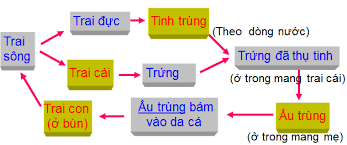 Trai sông
Trai đực
Tinh trùng
(Theo dòng nước)
Trai cái
Trứng
Trứng đã thụ tinh
(ở trong mang trai cái)
Ấu trùng
(ở trong mang mẹ)
Ấu trùng bám
vào da cá
Trai con
(ở bùn)